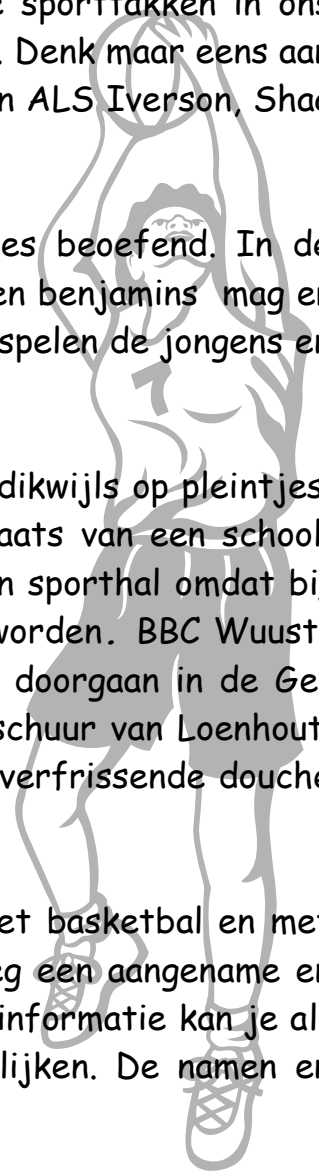 sporttakken in ons
. Denk maar eens aan
n ALS Iverson, Shaq
es beoefend. In de
en benjamins mag er
spelen de jongens en
dikwijls op pleintjes
aats van een school
n sporthal omdat bij
worden. BBC Wuust
doorgaan in de Ge
schuur van Loenhout
verfrissende douche
et basketbal en met
eg een aangename en
informatie kan je al
lijken. De namen en